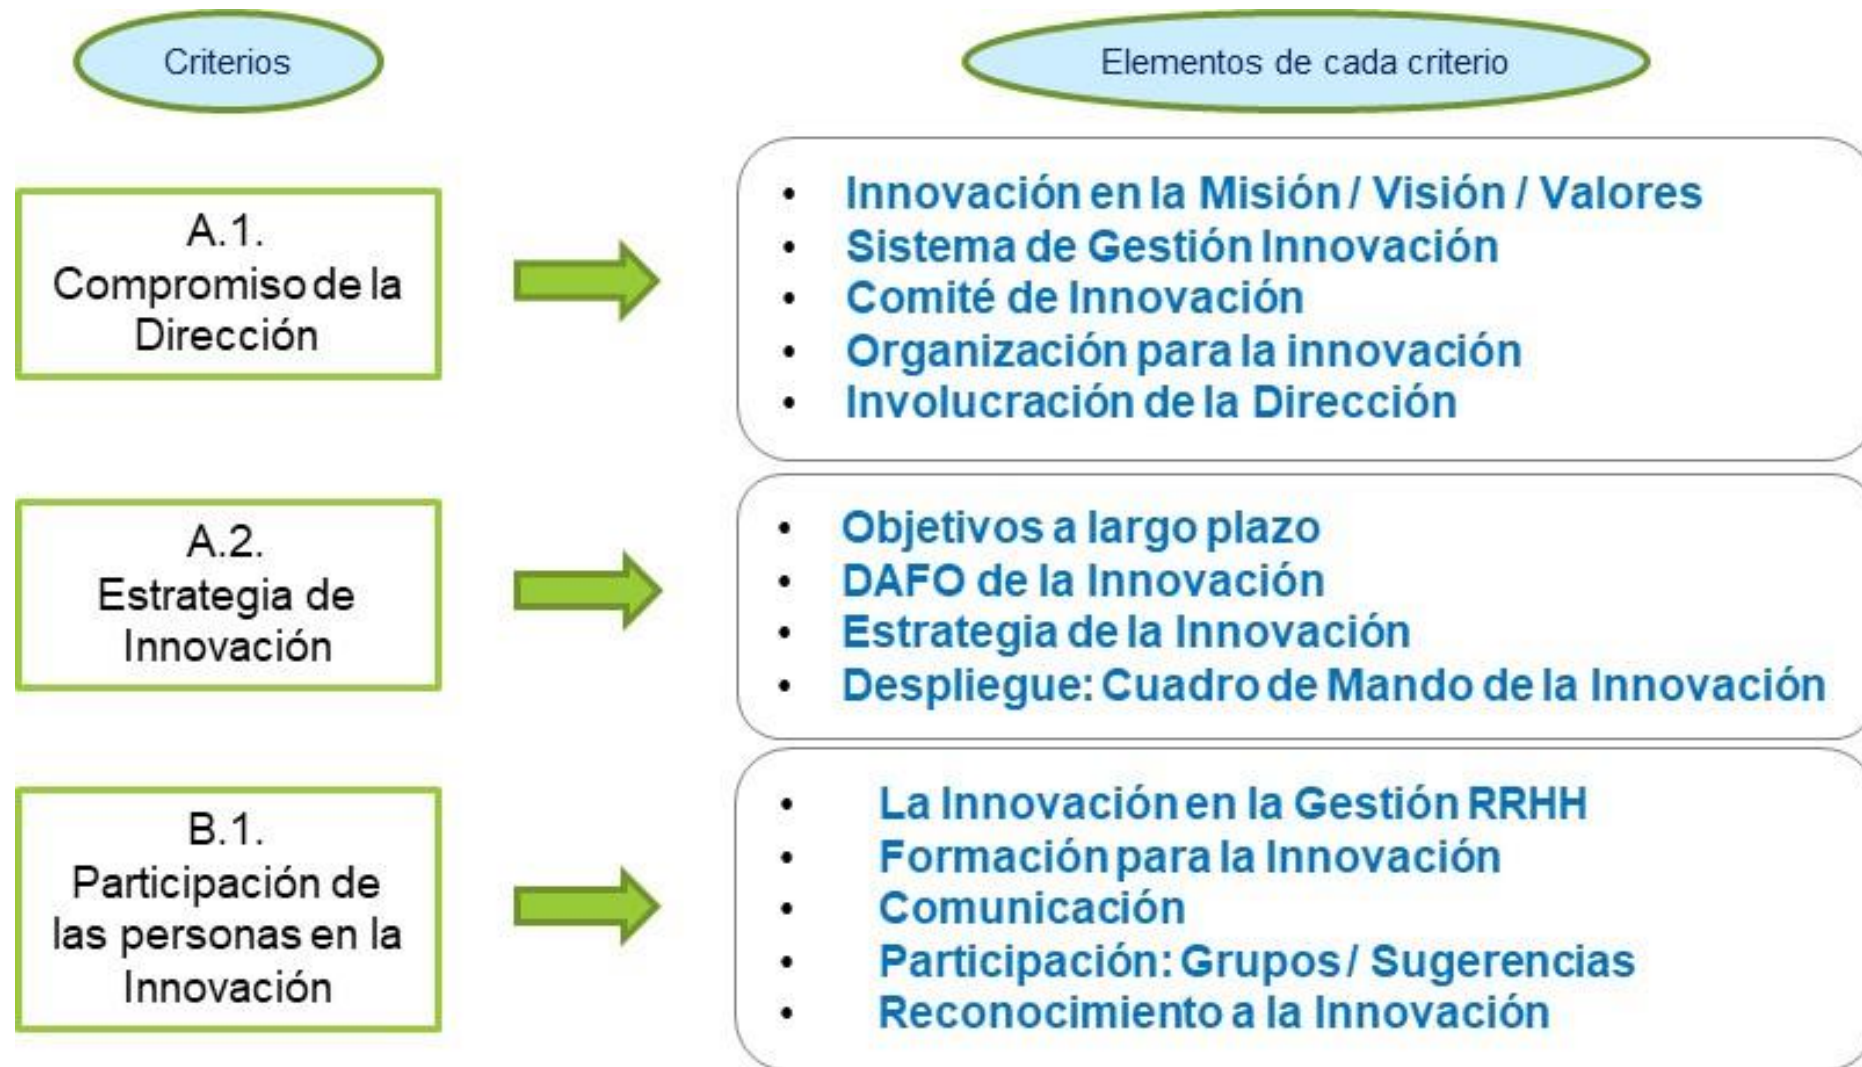 Criterios
Elementos de cada criterio
A.1.
Compromiso de la
Dirección
• Innovación en la Misión / Visión / Valores
• Sistema de Gestión Innovación
• Comité de Innovación
• Organización para la innovación
• Involucración de la Dirección
A.2.
Estrategia de
Innovación
• Objetivos a largo plazo
• DAFO de la Innovación
• Estrategia de la Innovación
• Despliegue: Cuadro de Mando de la Innovación
B.1.
Participación de
las personas en la
Innovación
• La Innovación en la Gestión RRHH
• Formación para la Innovación
• Comunicación
• Participación: Grupos / Sugerencias
• Reconocimiento a la Innovación